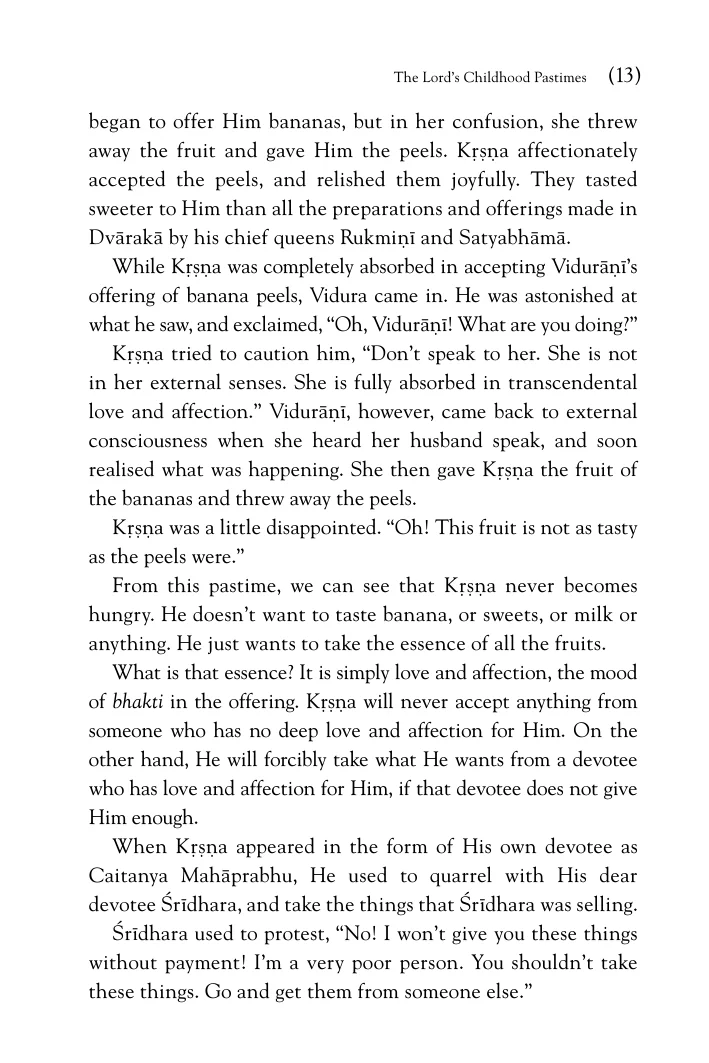 The Lord’s Childhood Pastimes (13)
began to offer Him bananas, but in her confusion, she threw
away the fruit and gave Him the peels. Kṛṣṇa affectionately
accepted the peels, and relished them joyfully. They tasted
sweeter to Him than all the preparations and offerings made in
Dvārakā by his chief queens Rukmiṇī and Satyabhāmā.
While Kṛṣṇa was completely absorbed in accepting Vidurāṇī’s
offering of banana peels, Vidura came in. He was astonished at
what he saw, and exclaimed, “Oh, Vidurāṇī! What are you doing?”
Kṛṣṇa tried to caution him, “Don’t speak to her. She is not
in her external senses. She is fully absorbed in transcendental
love and affection.” Vidurāṇī, however, came back to external
consciousness when she heard her husband speak, and soon
realised what was happening. She then gave Kṛṣṇa the fruit of
the bananas and threw away the peels.
Kṛṣṇa was a little disappointed. “Oh! This fruit is not as tasty
as the peels were.”
From this pastime, we can see that Kṛṣṇa never becomes
hungry. He doesn’t want to taste banana, or sweets, or milk or
anything. He just wants to take the essence of all the fruits.
What is that essence? It is simply love and affection, the mood
of bhakti in the offering. Kṛṣṇa will never accept anything from
someone who has no deep love and affection for Him. On the
other hand, He will forcibly take what He wants from a devotee
who has love and affection for Him, if that devotee does not give
Him enough.
When Kṛṣṇa appeared in the form of His own devotee as
Caitanya Mahāprabhu, He used to quarrel with His dear
devotee Śrīdhara, and take the things that Śrīdhara was selling.
Śrīdhara used to protest, “No! I won’t give you these things
without payment! I’m a very poor person. You shouldn’t take
these things. Go and get them from someone else.”